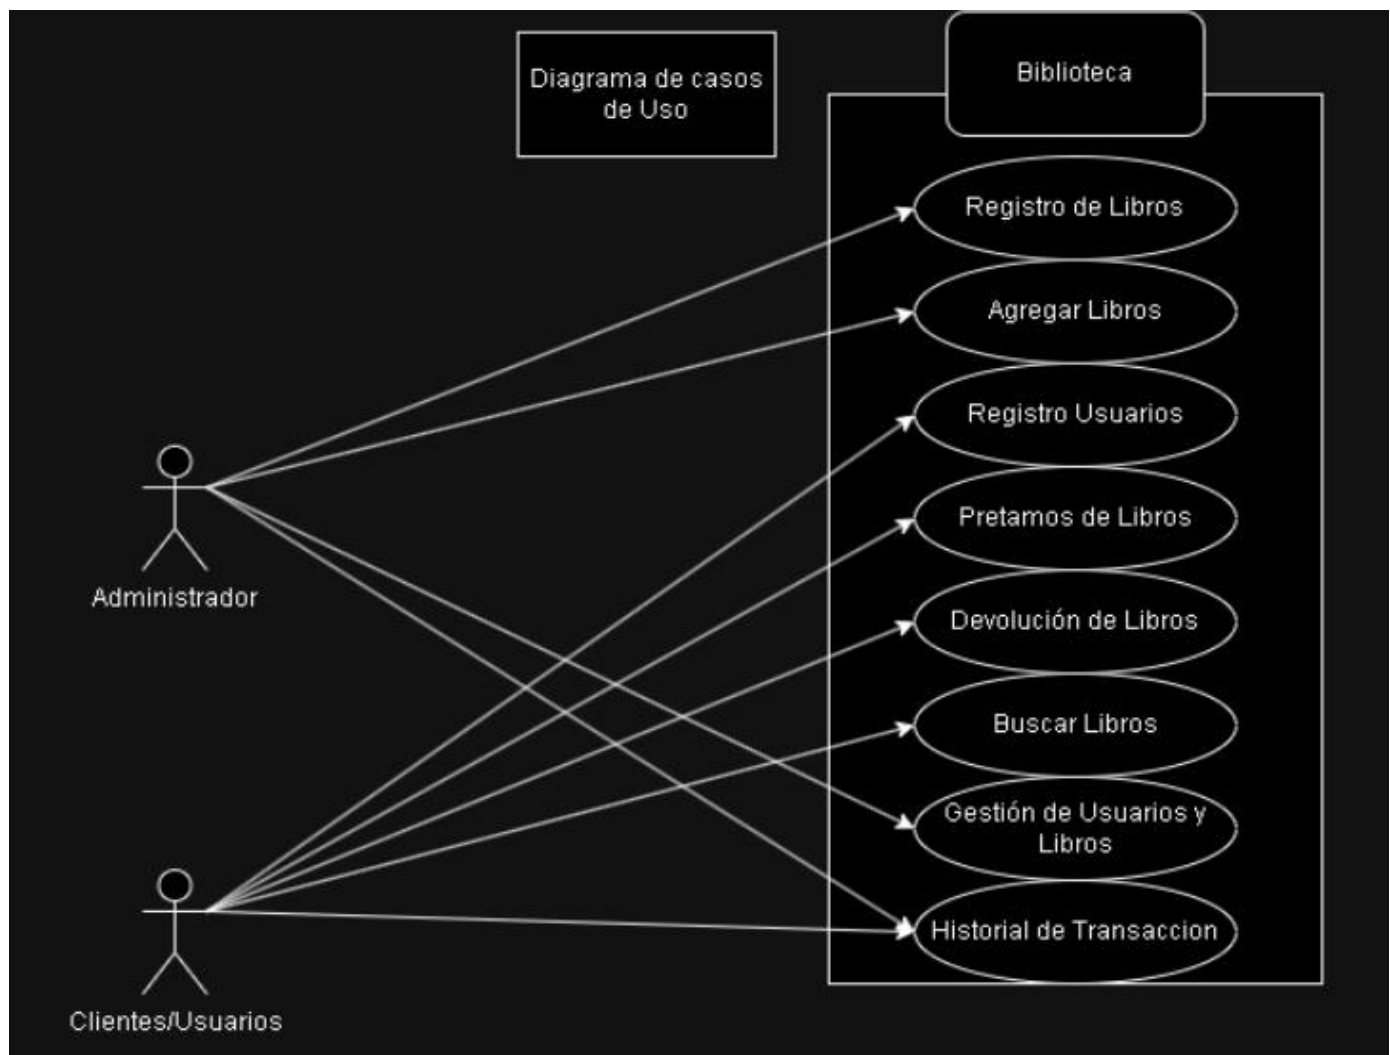 Diagrama de casos
de Uso
Biblioteca
Registro de Libros
Agregar Libros
Registro Usuarios
Pretamos de Libros
Devolución de Libros
Buscar Libros
Gestión de Usuarios y
Libros
Historial de Transaccion
Administrador
Clientes/Usuarios